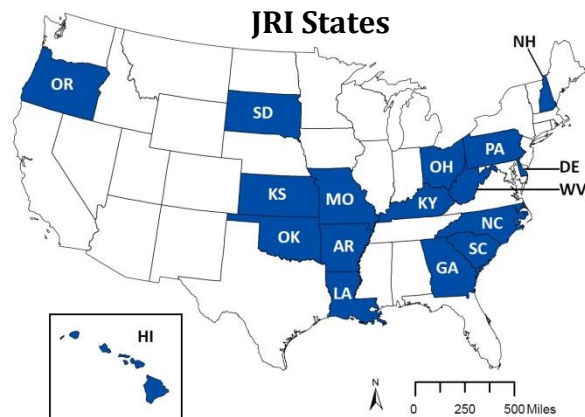 JRI States
NH
OR
SD
PA
OH
DE
WV
KS
MO
KY
NC
OK
AR
SC
GA
LA
HI
N
0 250 500 Miles